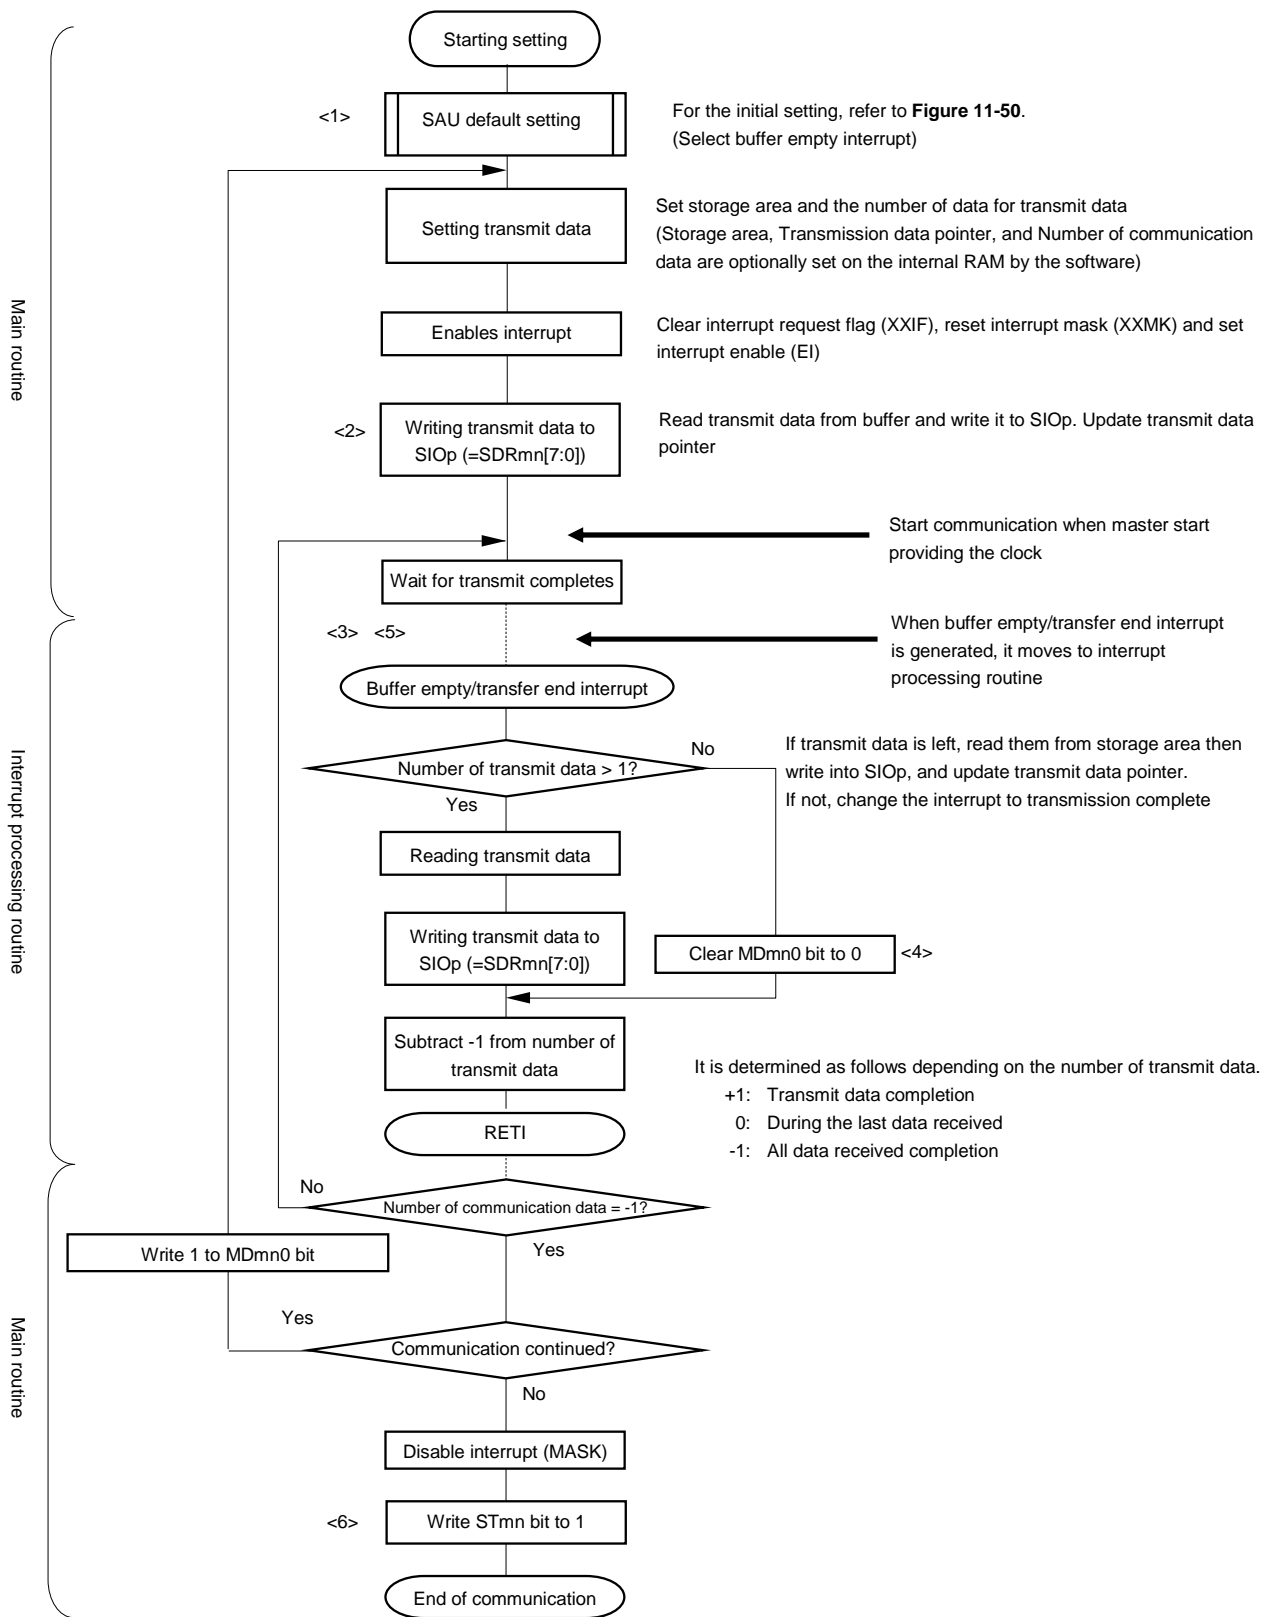 Starting setting
<1>
SAU default setting
For the initial setting, refer to Figure 11-50.
(Select buffer empty interrupt)
Setting transmit data
Set storage area and the number of data for transmit data
(Storage area, Transmission data pointer, and Number of communication
data are optionally set on the internal RAM by the software)
Main routine
Enables interrupt
Clear interrupt request flag (XXIF), reset interrupt mask (XXMK) and set
interrupt enable (EI)
<2>
Writing transmit data to
SIOp (=SDRmn[7:0])
Read transmit data from buffer and write it to SIOp. Update transmit data
pointer
Start communication when master start
providing the clock
Wait for transmit completes
<3> <5>
When buffer empty/transfer end interrupt
is generated, it moves to interrupt
processing routine
Buffer empty/transfer end interrupt
Interrupt processing routine
Number of transmit data > 1?
No
Yes
If transmit data is left, read them from storage area then
write into SIOp, and update transmit data pointer.
If not, change the interrupt to transmission complete
Reading transmit data
Writing transmit data to
SIOp (=SDRmn[7:0])
Clear MDmn0 bit to 0
<4>
Subtract -1 from number of
transmit data
It is determined as follows depending on the number of transmit data.
+1: Transmit data completion
0: During the last data received
-1: All data received completion
RETI
No
Number of communication data = -1?
Yes
Write 1 to MDmn0 bit
Main routine
Yes
Communication continued?
No
Disable interrupt (MASK)
<6>
Write STmn bit to 1
End of communication